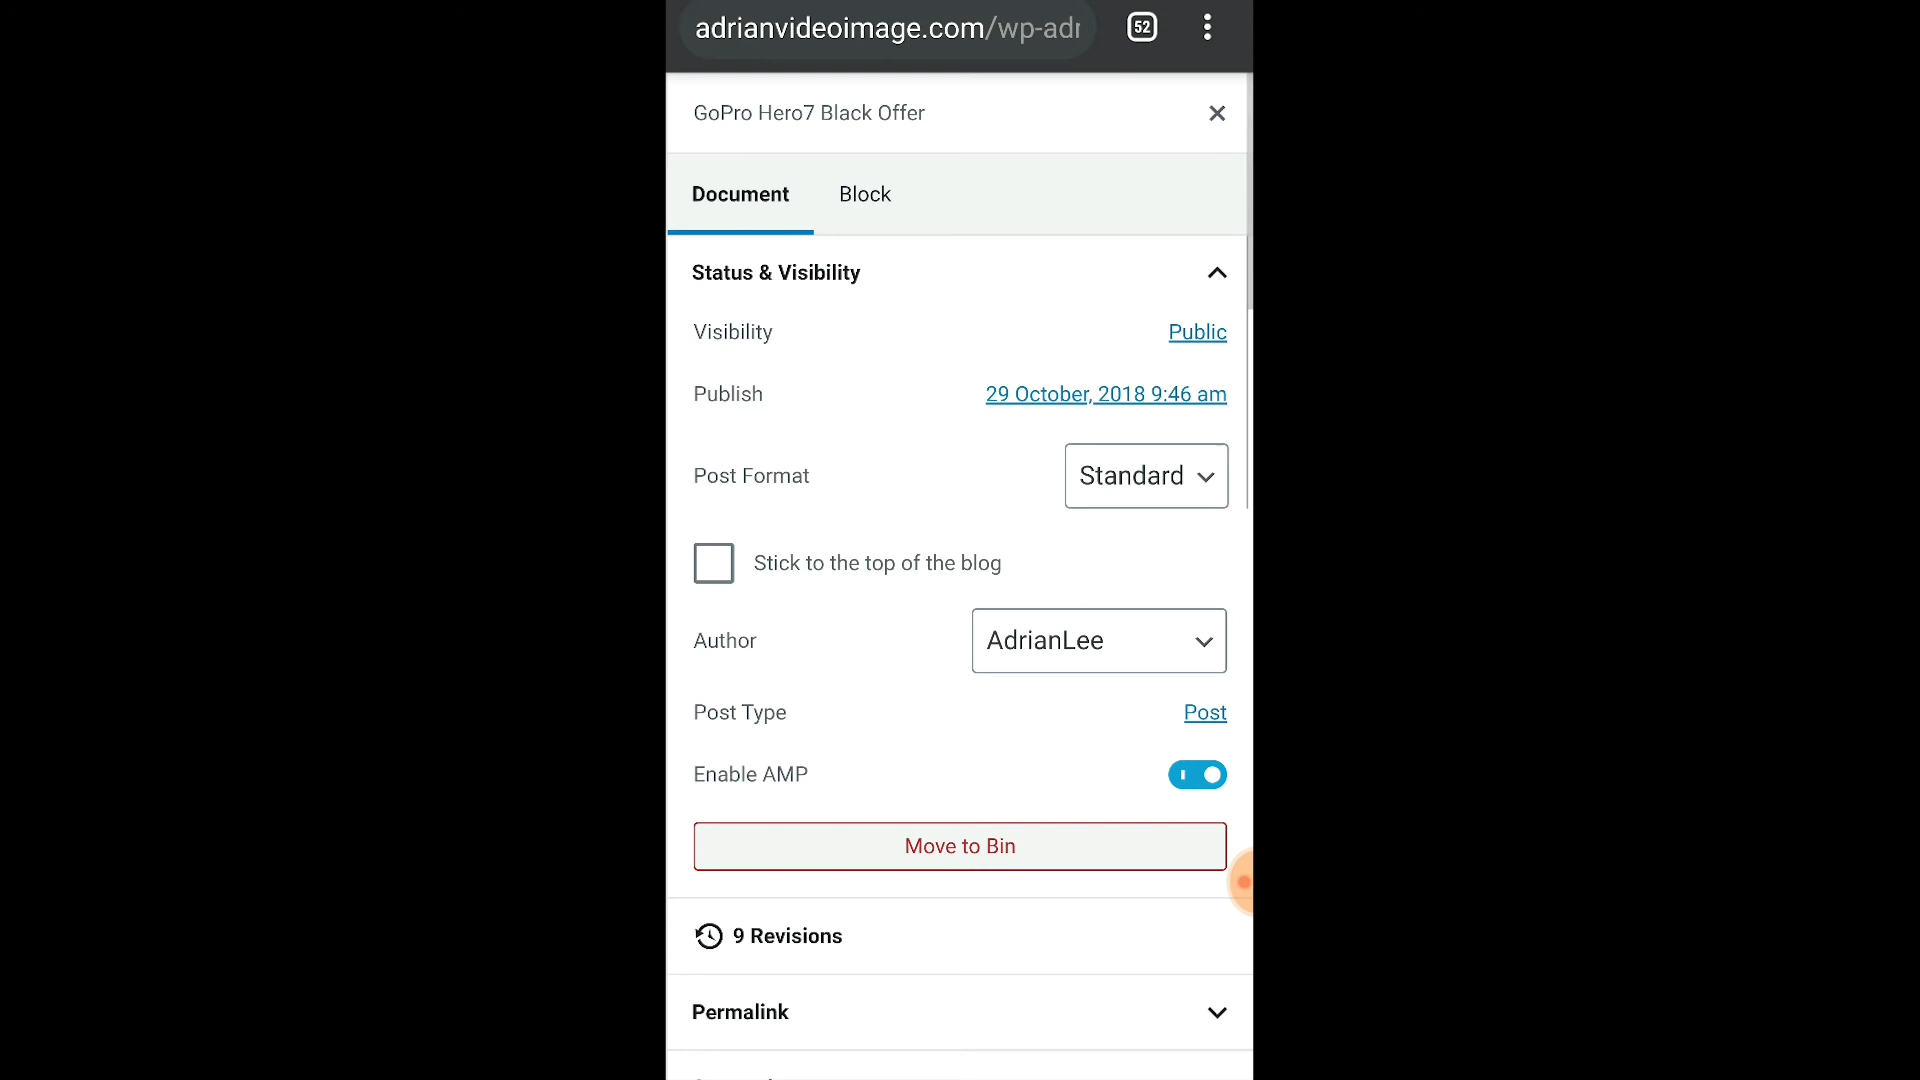 adrianvideoimage.com/wp-adr
52
GoPro Hero7 Black Offer
Document
Block
Status & Visibility
Visibility
Public
Publish
29 October, 2018 9:46 am
Post Format
Standard
Stick to the top of the blog
Author
AdrianLee
Post Type
Post
Enable AMP
Move to Bin
9 Revisions
Permalink